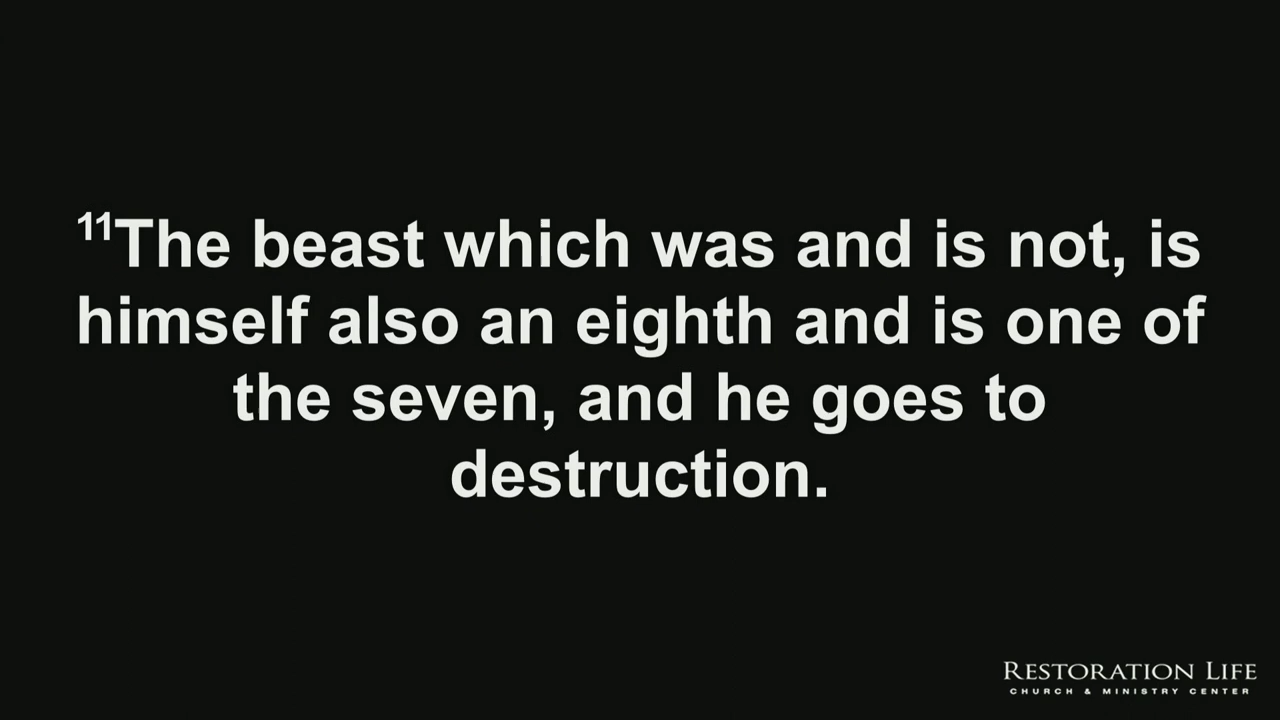 ¹¹The beast which was and is not, is
himself also an eighth and is one of
the seven, and he goes to
destruction.
RESTORATION LIFE
CHURCH & MINISTRY CENTER